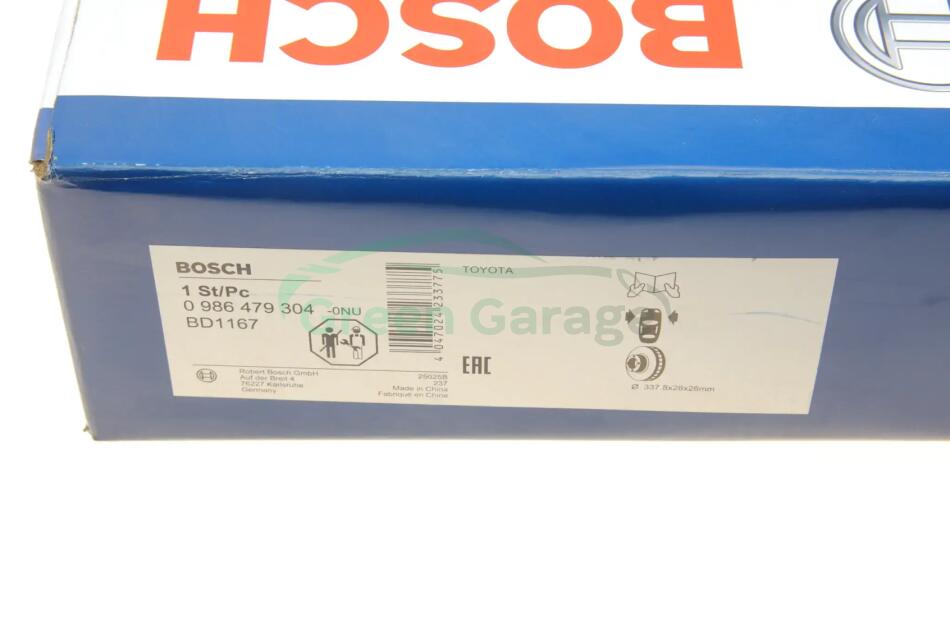 BOSCH
BOSCH
1 St/Pc
0 986 479 304 -0NU
BD1167
Robert Bosch GmbH
Auf der Breit 4
76227 Karlsruhe
Germany
4 047024 233775
25025B
237
Made in China
Fabriqué en Chine
TOYOTA
EAC
Ø 337.8x28x26mm
Green Garage